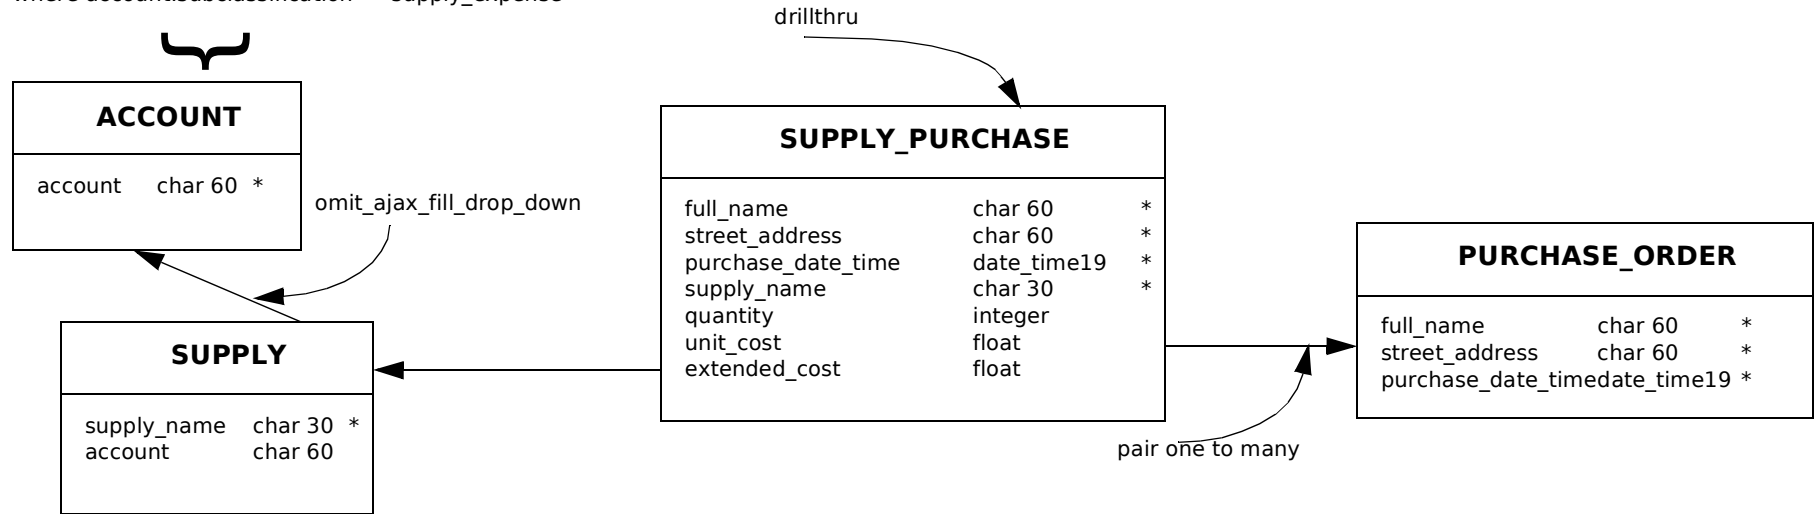 drillthru
ACCOUNT
account char 60 *
omit_ajax_fill_drop_down
SUPPLY
supply_name char 30 *
account char 60
SUPPLY_PURCHASE
full_name char 60 *
street_address char 60 *
purchase_date_time date_time19 *
supply_name char 30 *
quantity integer
unit_cost float
extended_cost float
pair one to many
PURCHASE_ORDER
full_name char 60 *
street_address char 60 *
purchase_date_timedate_time19 *